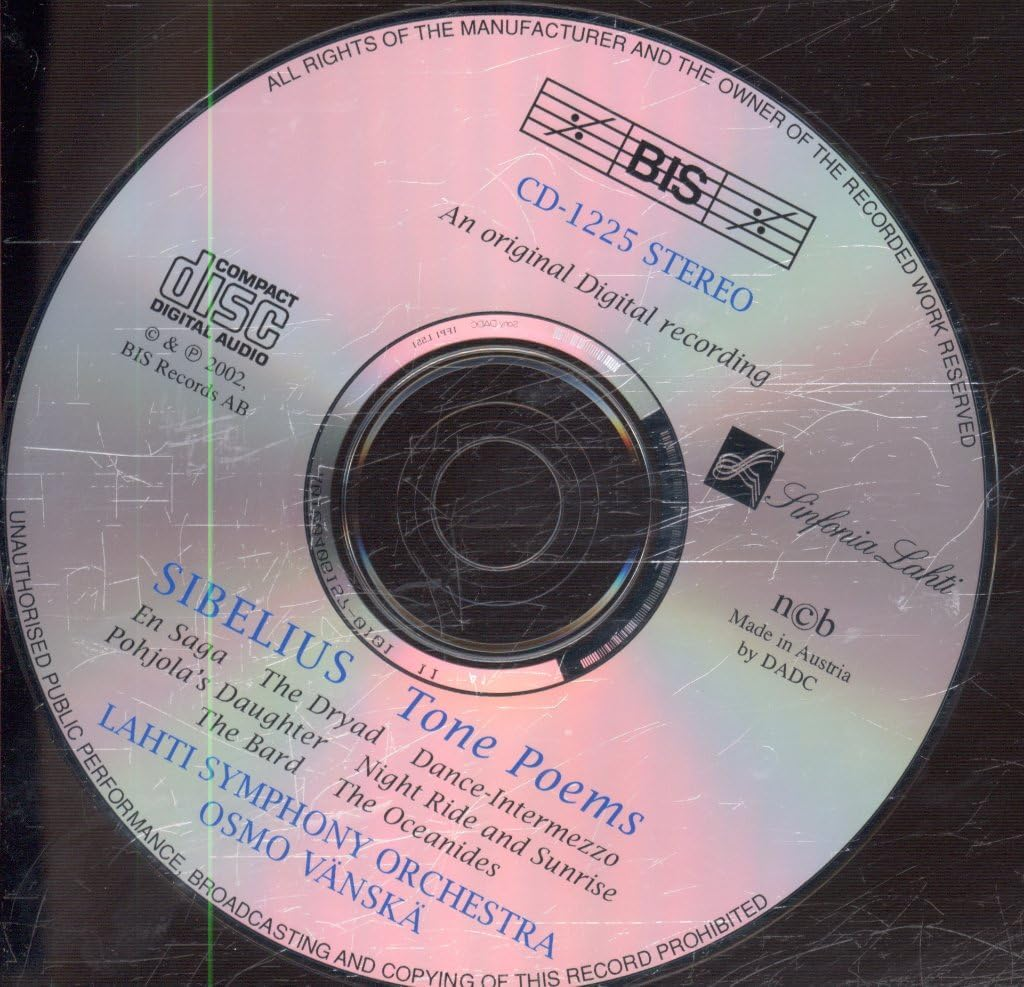 ALL RIGHTS OF THE MANUFACTURER AND THE OWNER OF THE RECORDED WORK RESERVED
BIS
CD-1225 STEREO
An original Digital recording
COMPACT
disc
DIGITAL AUDIO
© & ℗ 2002,
BIS Records AB
Sony DADC
Sinfonia Lahti
n©b
Made in Austria
by DADC
SIBELIUS Tone Poems
En Saga The Dryad Dance-Intermezzo
Pohjola's Daughter Night Ride and Sunrise
The Bard The Oceanides
LAHTI SYMPHONY ORCHESTRA
OSMO VÄNSKÄ
UNAUTHORISED PUBLIC PERFORMANCE, BROADCASTING AND COPYING OF THIS RECORD PROHIBITED